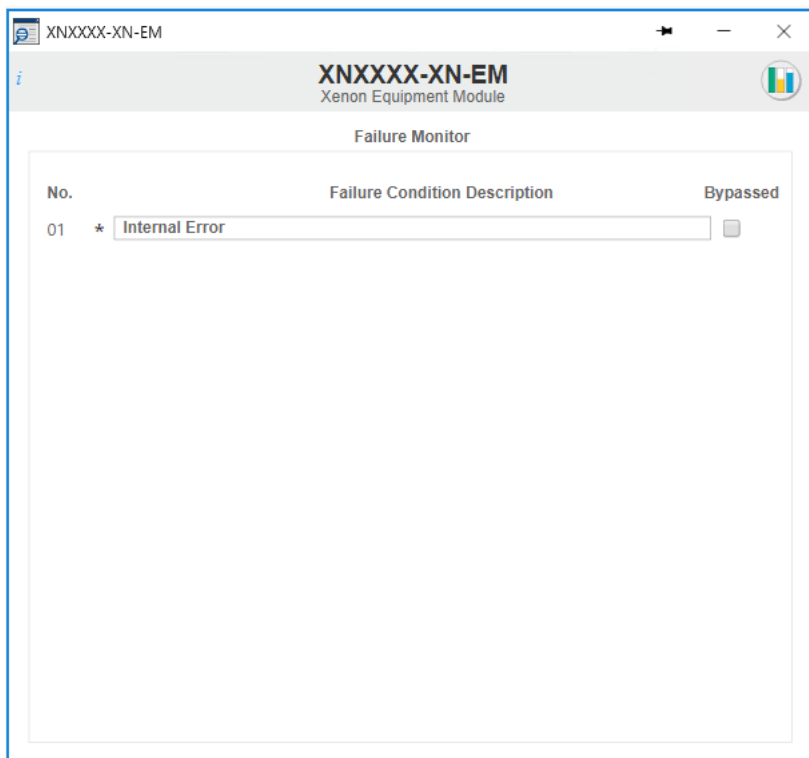 XNXXXX-XN-EM
i
XNXXXX-XN-EM
Xenon Equipment Module
Failure Monitor
No. Failure Condition Description Bypassed
01 * Internal Error